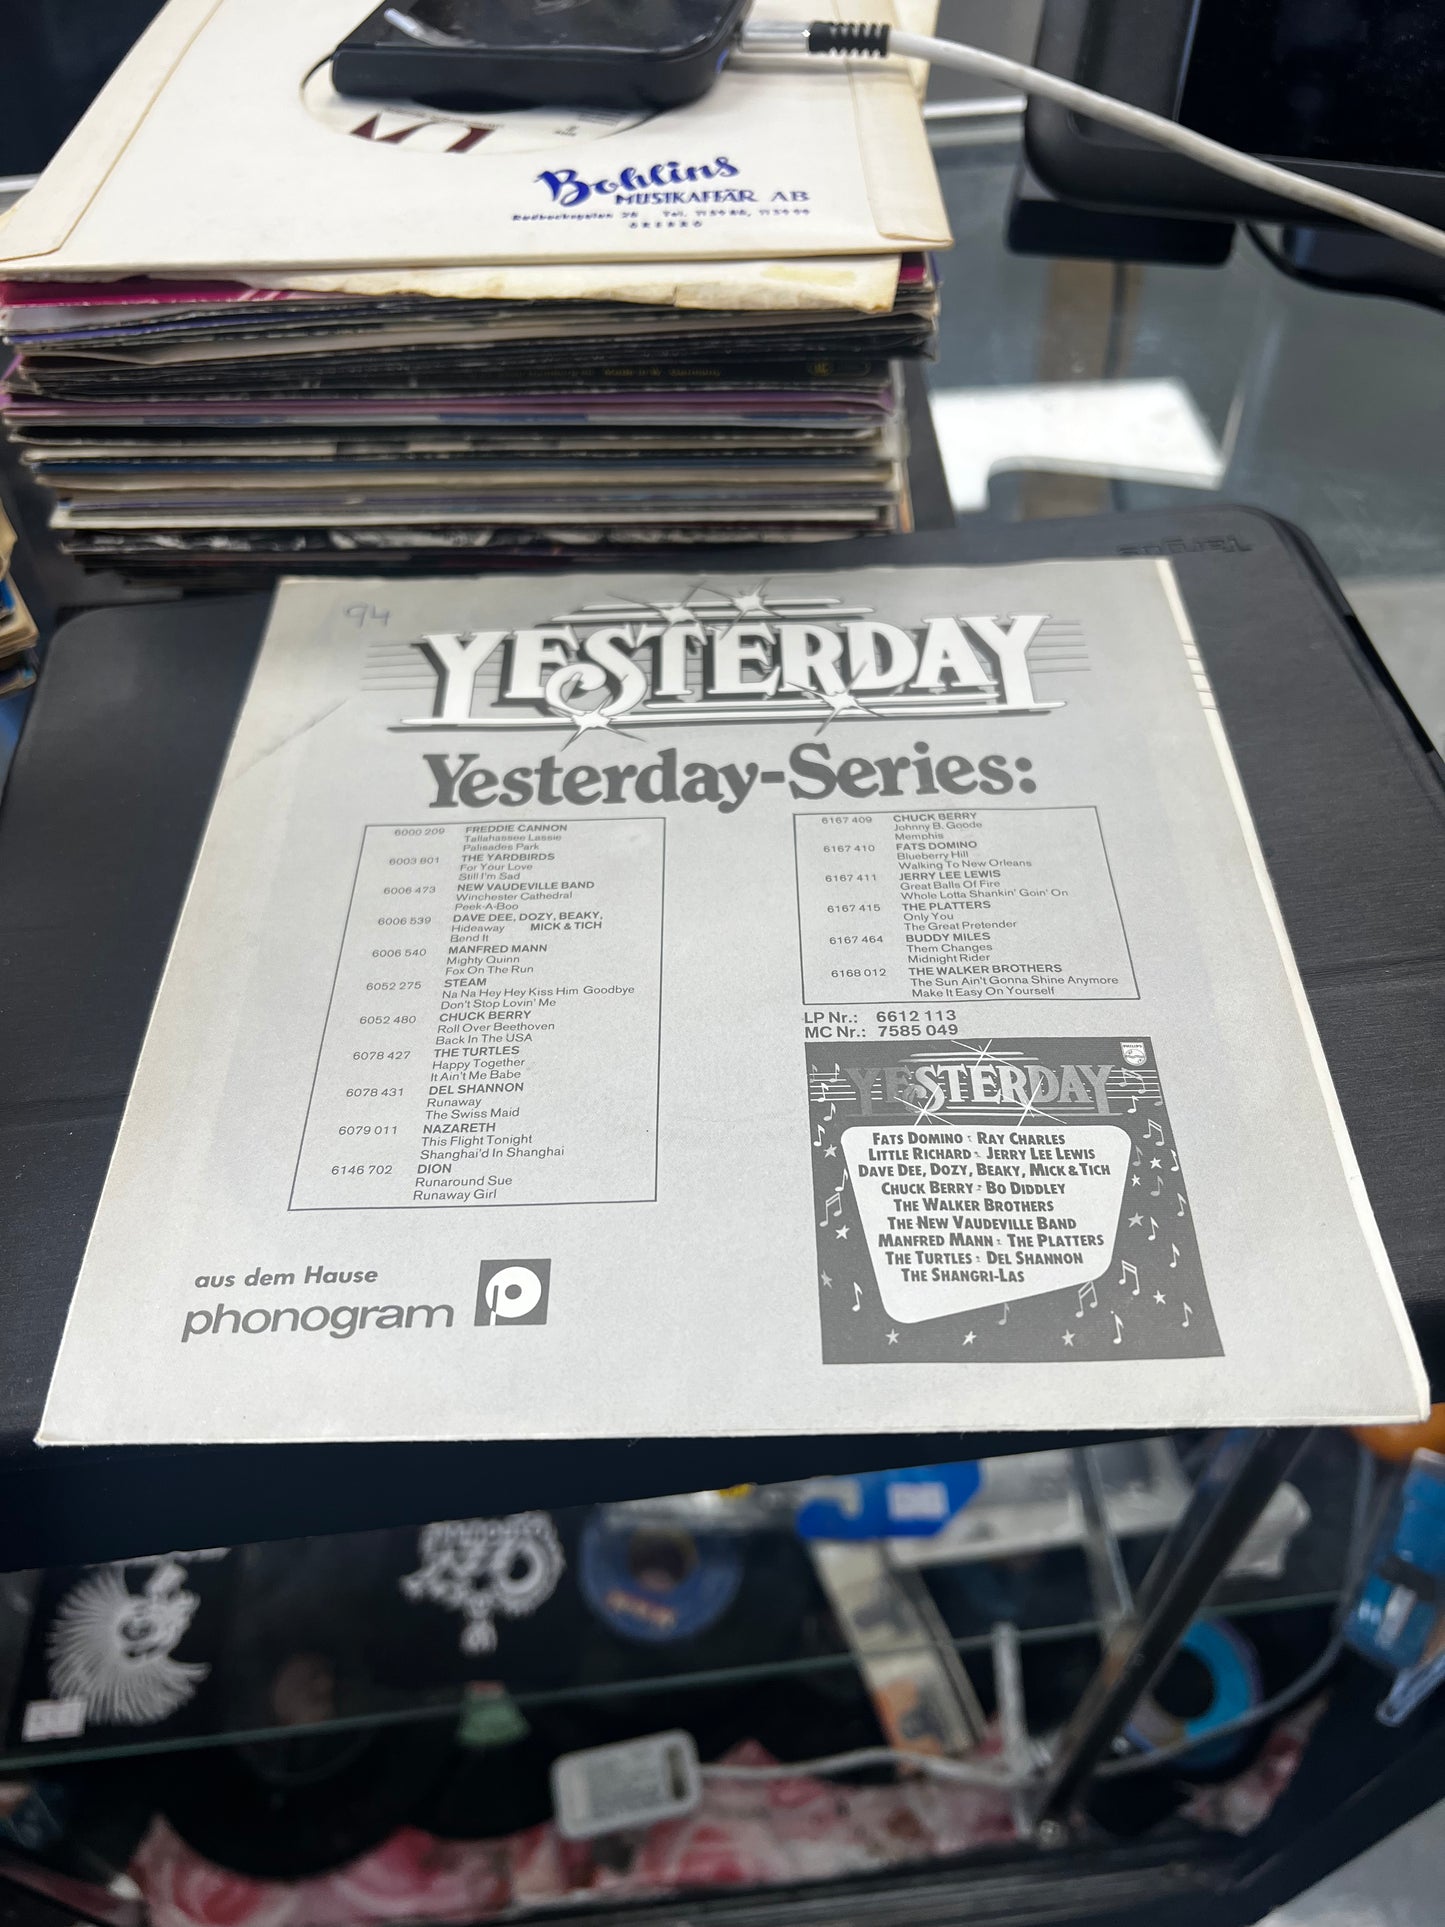 Bohlins
MUSIKAFFÄR AB
ÖREBRO
Made in W. Germany
Targus
94
YESTERDAY
Yesterday-Series:
6000 209 FREDDIE CANNON
Tallahassee Lassie
Palisades Park
6003 801 THE YARDBIRDS
For Your Love
Still I'm Sad
6006 473 NEW VAUDEVILLE BAND
Winchester Cathedral
Peek-A-Boo
6006 539 DAVE DEE, DOZY, BEAKY,
Hideaway MICK & TICH
Bend It
6006 540 MANFRED MANN
Mighty Quinn
Fox On The Run
6052 275 STEAM
Na Na Hey Hey Kiss Him Goodbye
Don't Stop Lovin' Me
6052 480 CHUCK BERRY
Roll Over Beethoven
Back In The USA
6078 427 THE TURTLES
Happy Together
It Ain't Me Babe
6078 431 DEL SHANNON
Runaway
The Swiss Maid
6079 011 NAZARETH
This Flight Tonight
Shanghai'd In Shanghai
6146 702 DION
Runaround Sue
Runaway Girl
6167 409 CHUCK BERRY
Johnny B. Goode
Memphis
6167 410 FATS DOMINO
Blueberry Hill
Walking To New Orleans
6167 411 JERRY LEE LEWIS
Great Balls Of Fire
Whole Lotta Shankin' Goin' On
6167 415 THE PLATTERS
Only You
The Great Pretender
6167 464 BUDDY MILES
Them Changes
Midnight Rider
6168 012 THE WALKER BROTHERS
The Sun Ain't Gonna Shine Anymore
Make It Easy On Yourself
LP Nr.: 6612 113
MC Nr.: 7585 049
PHILIPS
YESTERDAY
FATS DOMINO · RAY CHARLES
LITTLE RICHARD · JERRY LEE LEWIS
DAVE DEE, DOZY, BEAKY, MICK & TICH
CHUCK BERRY · BO DIDDLEY
THE WALKER BROTHERS
THE NEW VAUDEVILLE BAND
MANFRED MANN · THE PLATTERS
THE TURTLES · DEL SHANNON
THE SHANGRI-LAS
aus dem Hause
phonogram